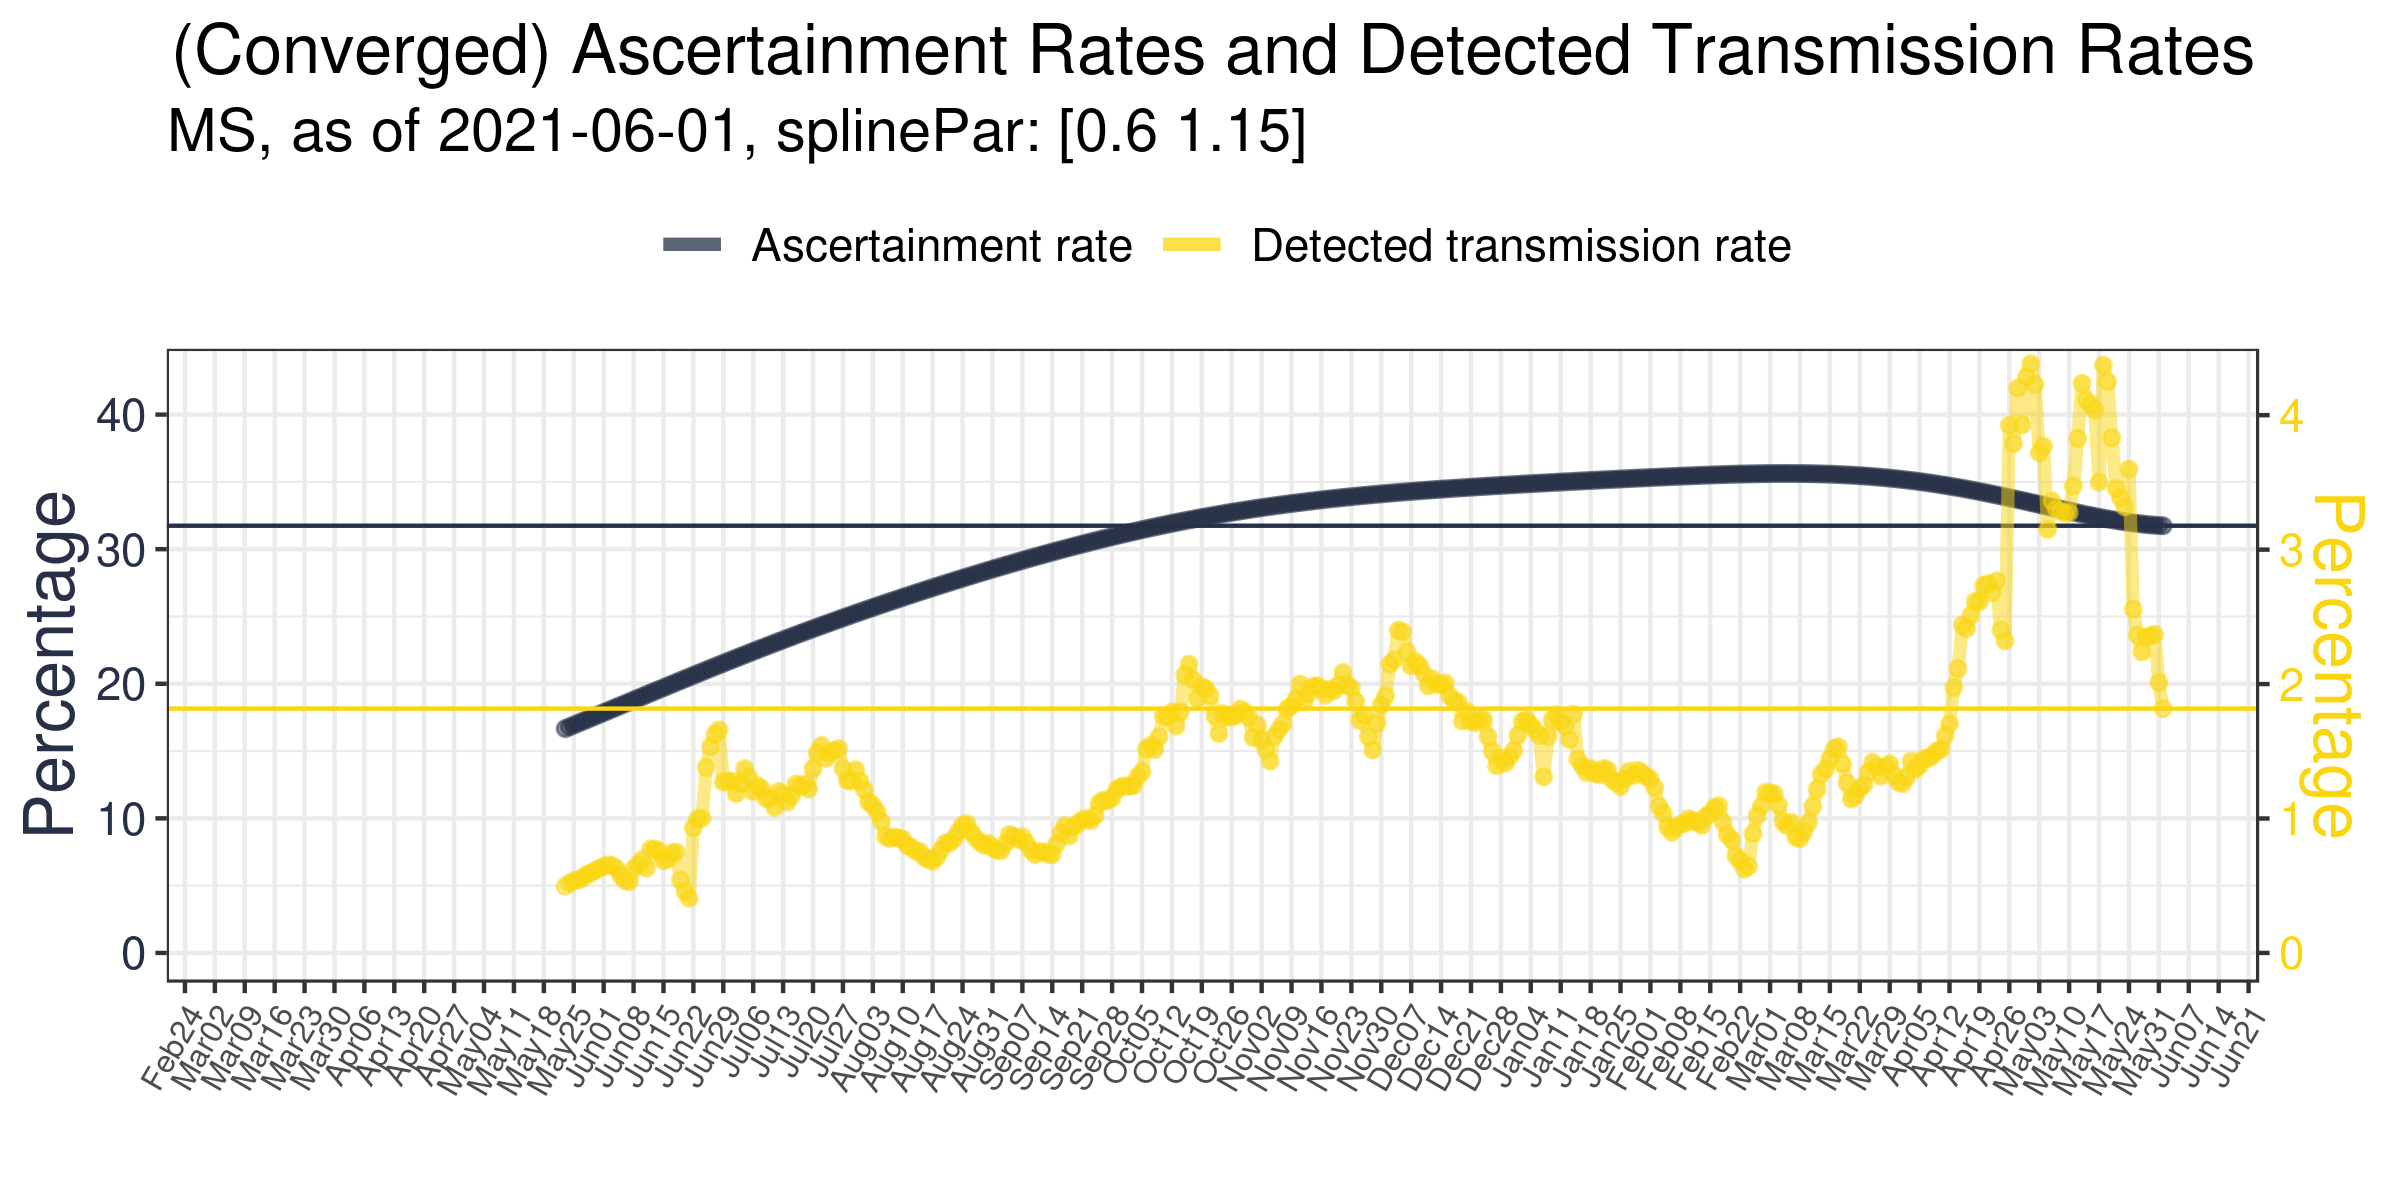 (Converged) Ascertainment Rates and Detected Transmission Rates
MS, as of 2021-06-01, splinePar: [0.6 1.15]
Ascertainment rate Detected transmission rate
Percentage
40
30
20
10
0
4
3
2
1
0
Percentage
Feb24 Mar02 Mar09 Mar16 Mar23 Mar30 Apr06 Apr13 Apr20 Apr27 May04 May11 May18 May25 Jun01 Jun08 Jun15 Jun22 Jun29 Jul06 Jul13 Jul20 Jul27 Aug03 Aug10 Aug17 Aug24 Aug31 Sep07 Sep14 Sep21 Sep28 Oct05 Oct12 Oct19 Oct26 Nov02 Nov09 Nov16 Nov23 Nov30 Dec07 Dec14 Dec21 Dec28 Jan04 Jan11 Jan18 Jan25 Feb01 Feb08 Feb15 Feb22 Mar01 Mar08 Mar15 Mar22 Mar29 Apr05 Apr12 Apr19 Apr26 May03 May10 May17 May24 May31 Jun07 Jun14 Jun21